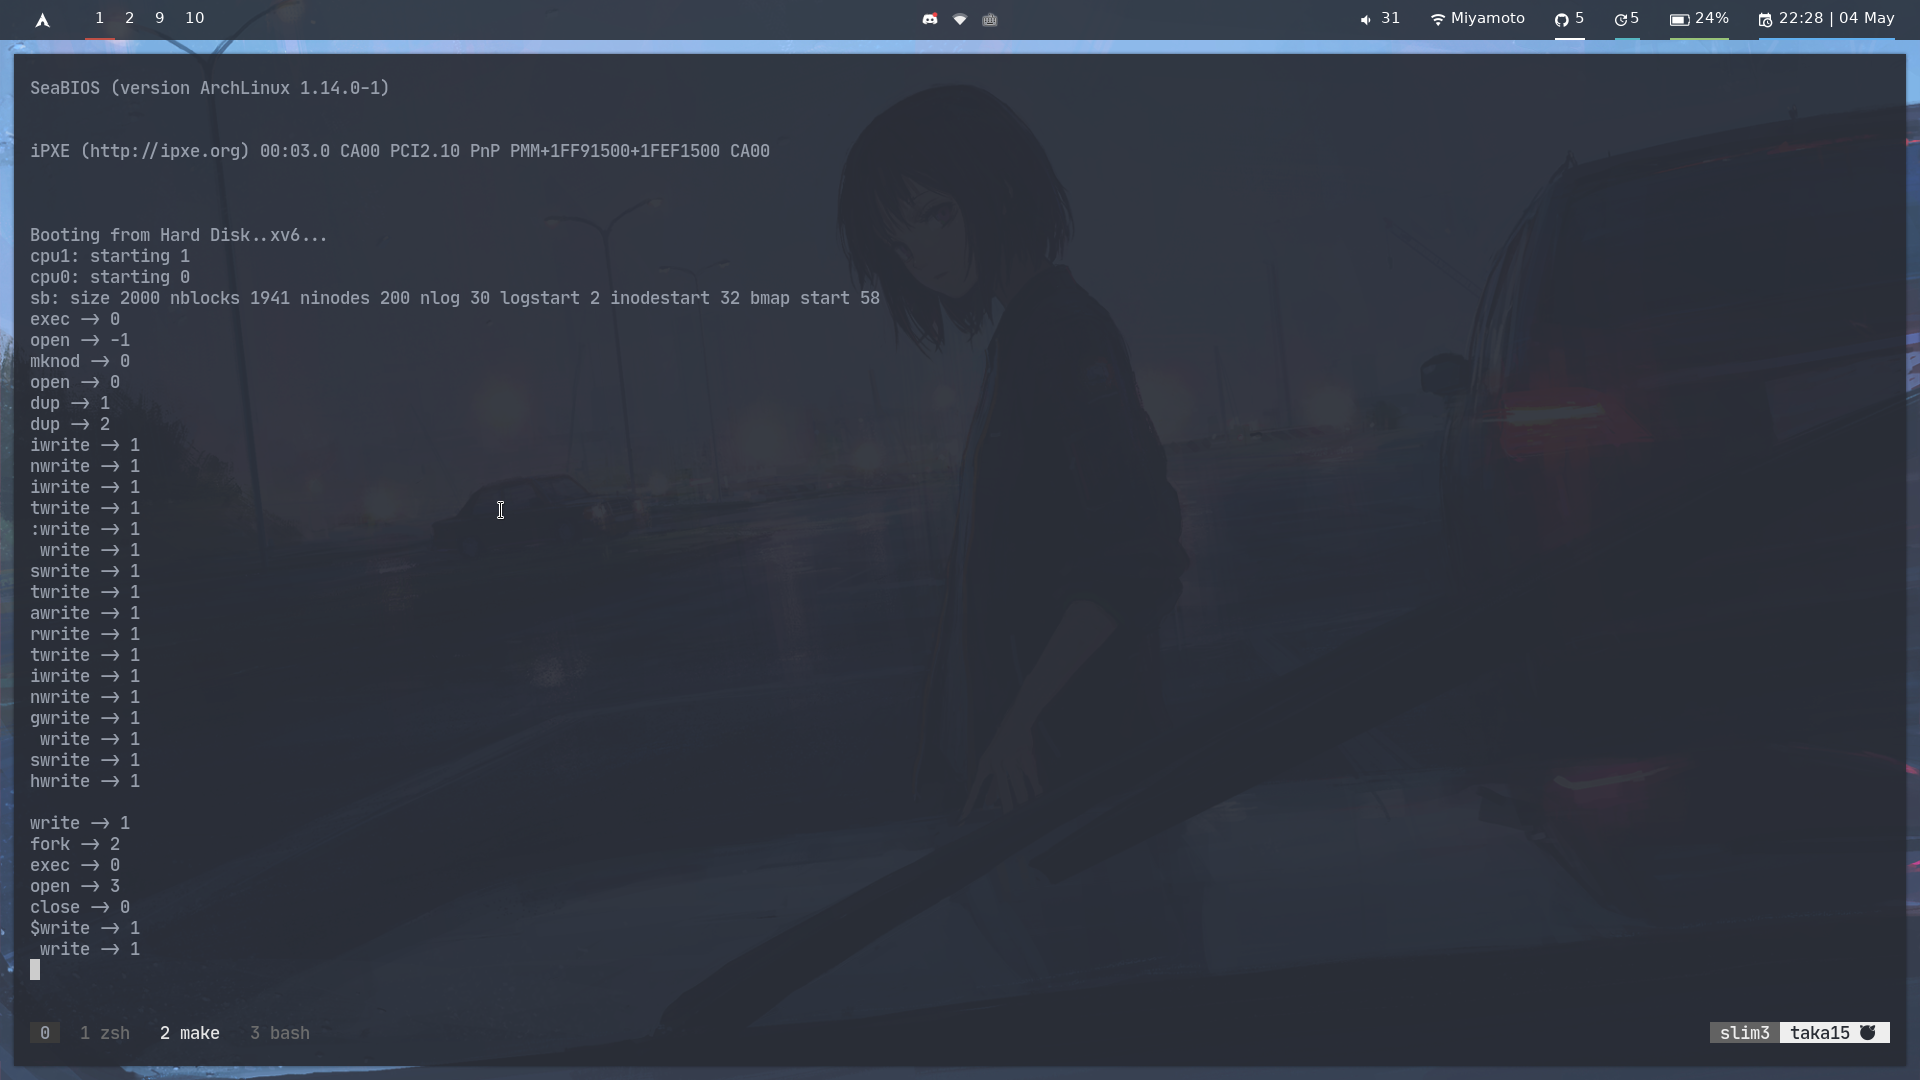 1 2 9 10 31 Miyamoto 5 5 24% 22:28 | 04 May
SeaBIOS (version ArchLinux 1.14.0-1)
iPXE (http://ipxe.org) 00:03.0 CA00 PCI2.10 PnP PMM+1FF91500+1FEF1500 CA00
Booting from Hard Disk..xv6...
cpu1: starting 1
cpu0: starting 0
sb: size 2000 nblocks 1941 ninodes 200 nlog 30 logstart 2 inodestart 32 bmap start 58
exec -> 0
open -> -1
mknod -> 0
open -> 0
dup -> 1
dup -> 2
iwrite -> 1
nwrite -> 1
iwrite -> 1
twrite -> 1
:write -> 1
 write -> 1
swrite -> 1
twrite -> 1
awrite -> 1
rwrite -> 1
twrite -> 1
iwrite -> 1
nwrite -> 1
gwrite -> 1
 write -> 1
swrite -> 1
hwrite -> 1
write -> 1
fork -> 2
exec -> 0
open -> 3
close -> 0
$write -> 1
 write -> 1
0 1 zsh 2 make 3 bash slim3 taka15